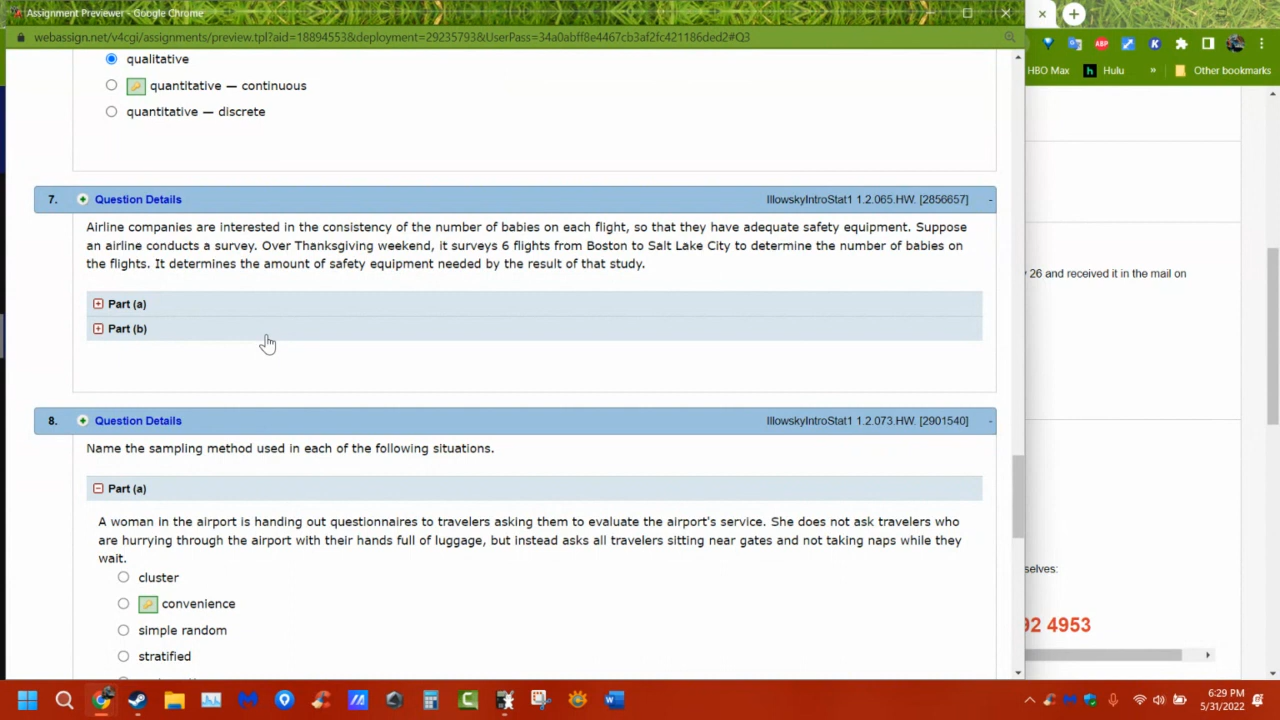 Assignment Previewer - Google Chrome
webassign.net/v4cgi/assignments/preview.tpl?aid=18894553&deployment=29235793&UserPass=34a0abff8e4467cb3af2fc421186ded2#Q3
HBO Max
Hulu
»
Other bookmarks
qualitative
quantitative — continuous
quantitative — discrete
7. Question Details IllowskyIntroStat1 1.2.065.HW. [2856657] -
Airline companies are interested in the consistency of the number of babies on each flight, so that they have adequate safety equipment. Suppose
an airline conducts a survey. Over Thanksgiving weekend, it surveys 6 flights from Boston to Salt Lake City to determine the number of babies on
the flights. It determines the amount of safety equipment needed by the result of that study.
Part (a)
Part (b)
26 and received it in the mail on
8. Question Details IllowskyIntroStat1 1.2.073.HW. [2901540] -
Name the sampling method used in each of the following situations.
Part (a)
A woman in the airport is handing out questionnaires to travelers asking them to evaluate the airport's service. She does not ask travelers who
are hurrying through the airport with their hands full of luggage, but instead asks all travelers sitting near gates and not taking naps while they
wait.
cluster
convenience
simple random
stratified
selves:
92 4953
ABP
K
6:29 PM
5/31/2022